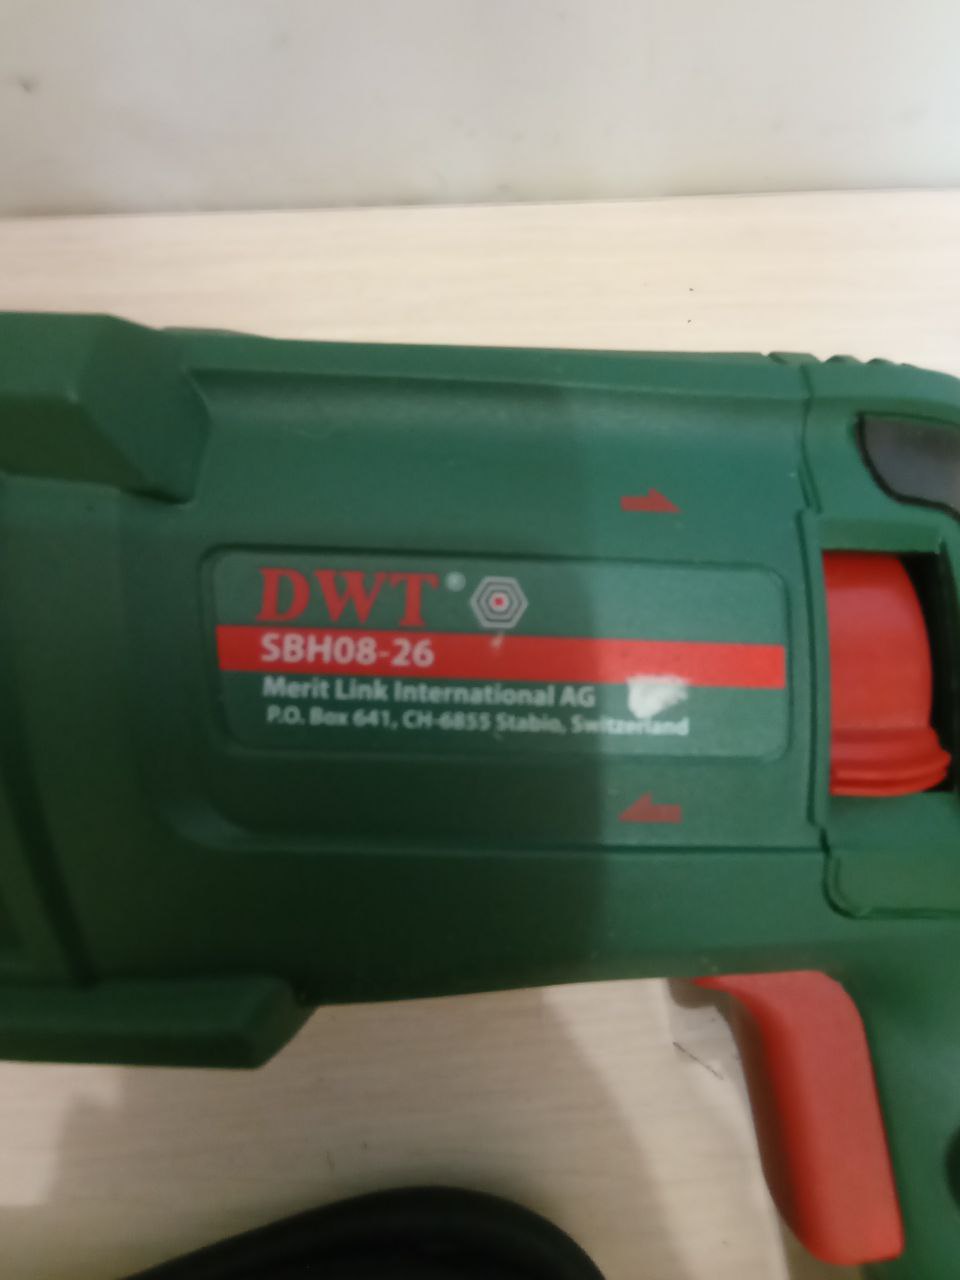 DWT®
SBH08-26
Merit Link International AG
P.O. Box 641, CH-6855 Stabio, Switzerland